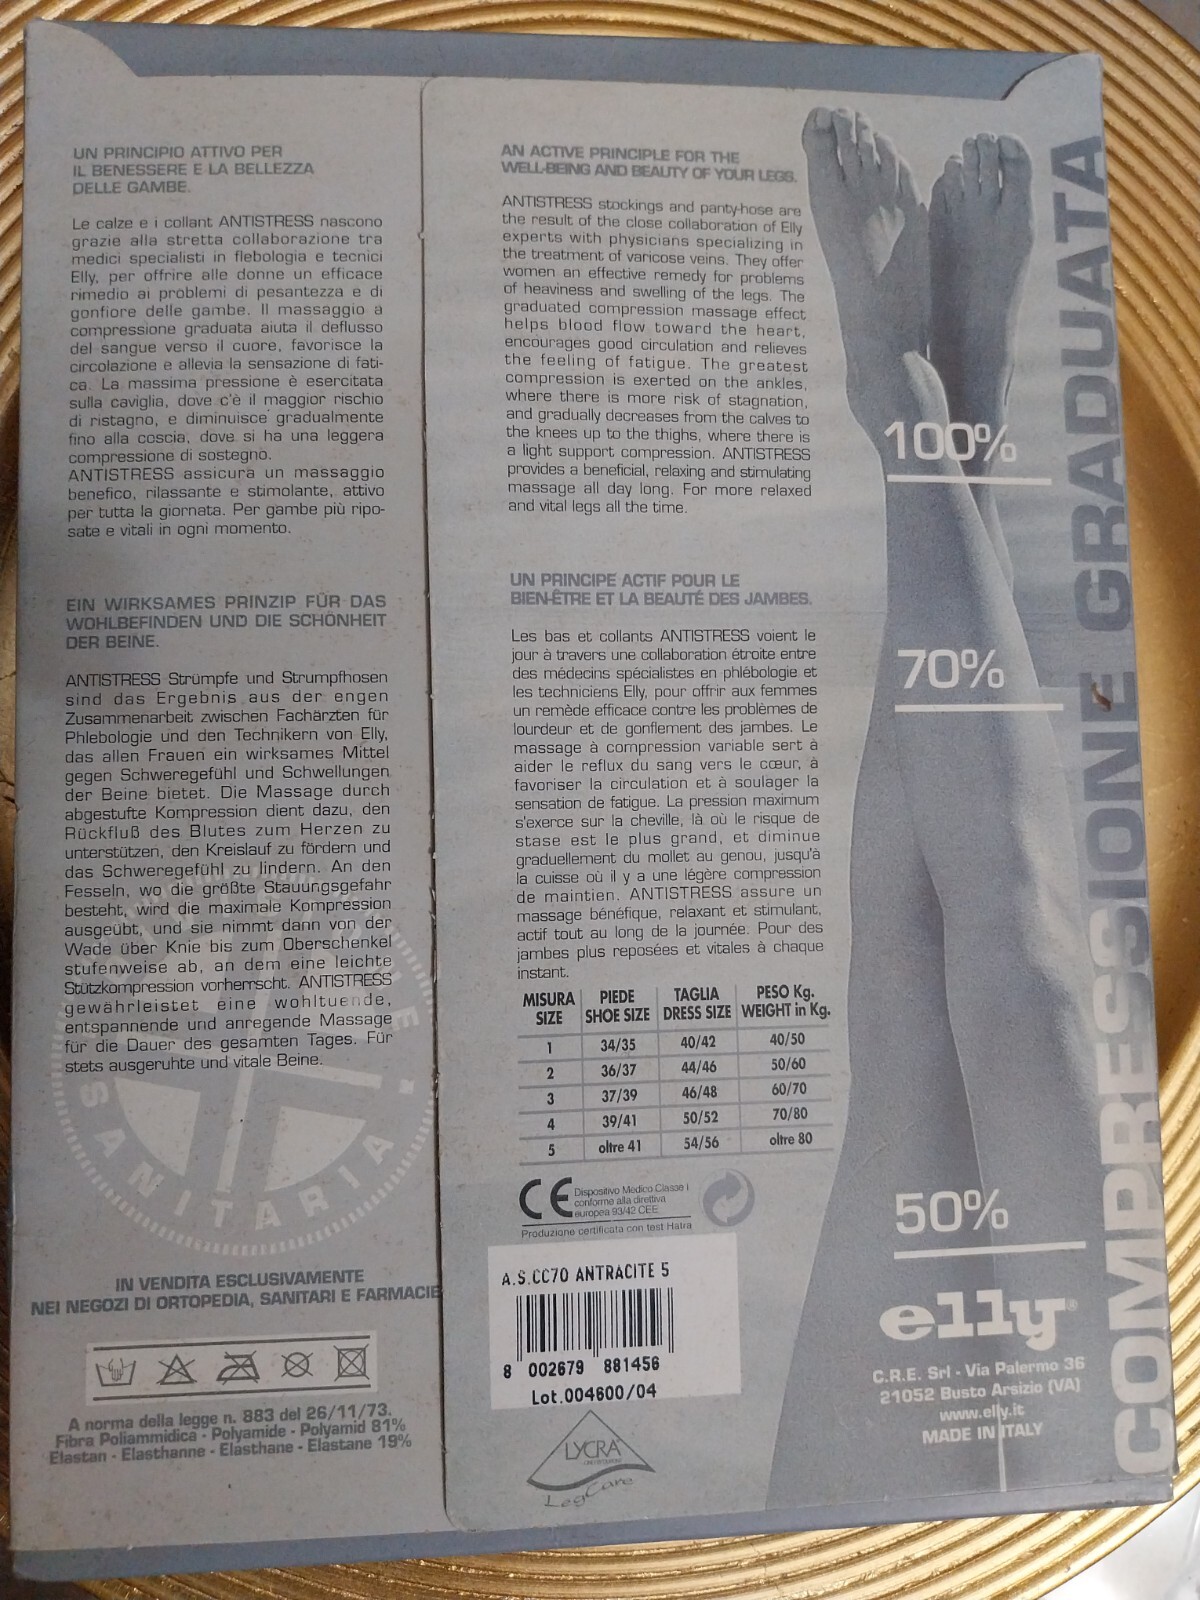 UN PRINCIPIO ATTIVO PER
IL BENESSERE E LA BELLEZZA
DELLE GAMBE.
Le calze e i collant ANTISTRESS nascono
grazie alla stretta collaborazione tra
medici specialisti in flebologia e tecnici
Elly, per offrire alle donne un efficace
rimedio ai problemi di pesantezza e di
gonfiore delle gambe. Il massaggio a
compressione graduata aiuta il deflusso
del sangue verso il cuore, favorisce la
circolazione e allevia la sensazione di fati-
ca. La massima pressione è esercitata
sulla caviglia, dove c'è il maggior rischio
di ristagno, e diminuisce gradualmente
fino alla coscia, dove si ha una leggera
compressione di sostegno.
ANTISTRESS assicura un massaggio
benefico, rilassante e stimolante, attivo
per tutta la giornata. Per gambe più ripo-
sate e vitali in ogni momento.
EIN WIRKSAMES PRINZIP FÜR DAS
WOHLBEFINDEN UND DIE SCHÖNHEIT
DER BEINE.
ANTISTRESS Strümpfe und Strumpfhosen
sind das Ergebnis aus der engen
Zusammenarbeit zwischen Fachärzten für
Phlebologie und den Technikern von Elly,
das allen Frauen ein wirksames Mittel
gegen Schweregefühl und Schwellungen
der Beine bietet. Die Massage durch
abgestufte Kompression dient dazu, den
Rückfluß des Blutes zum Herzen zu
unterstützen, den Kreislauf zu fördern und
das Schweregefühl zu lindern. An den
Fesseln, wo die größte Stauungsgefahr
besteht, wird die maximale Kompression
ausgeübt, und sie nimmt dann von der
Wade über Knie bis zum Oberschenkel
stufenweise ab, an dem eine leichte
Stützkompression vorherrscht. ANTISTRESS
gewährleistet eine wohltuende,
entspannende und anregende Massage
für die Dauer des gesamten Tages. Für
stets ausgeruhte und vitale Beine.
SANITARIA
IN VENDITA ESCLUSIVAMENTE
NEI NEGOZI DI ORTOPEDIA, SANITARI E FARMACIE
A norma della legge n. 883 del 26/11/73.
Fibra Poliammidica - Polyamide - Polyamid 81%
Elastan - Elasthanne - Elasthane - Elastane 19%
AN ACTIVE PRINCIPLE FOR THE
WELL-BEING AND BEAUTY OF YOUR LEGS.
ANTISTRESS stockings and panty-hose are
the result of the close collaboration of Elly
experts with physicians specializing in
the treatment of varicose veins. They offer
women an effective remedy for problems
of heaviness and swelling of the legs. The
graduated compression massage effect
helps blood flow toward the heart,
encourages good circulation and relieves
the feeling of fatigue. The greatest
compression is exerted on the ankles,
where there is more risk of stagnation,
and gradually decreases from the calves to
the knees up to the thighs, where there is
a light support compression. ANTISTRESS
provides a beneficial, relaxing and stimulating
massage all day long. For more relaxed
and vital legs all the time.
UN PRINCIPE ACTIF POUR LE
BIEN-ÊTRE ET LA BEAUTÉ DES JAMBES.
Les bas et collants ANTISTRESS voient le
jour à travers une collaboration étroite entre
des médecins spécialistes en phlébologie et
les techniciens Elly, pour offrir aux femmes
un remède efficace contre les problèmes de
lourdeur et de gonflement des jambes. Le
massage à compression variable sert à
aider le reflux du sang vers le cœur, à
favoriser la circulation et à soulager la
sensation de fatigue. La pression maximum
s'exerce sur la cheville, là où le risque de
stase est le plus grand, et diminue
graduellement du mollet au genou, jusqu'à
la cuisse où il y a une légère compression
de maintien. ANTISTRESS assure un
massage bénéfique, relaxant et stimulant,
actif tout au long de la journée. Pour des
jambes plus reposées et vitales à chaque
instant.
MISURA PIEDE TAGLIA PESO Kg.
SIZE SHOE SIZE DRESS SIZE WEIGHT in Kg.
1 34/35 40/42 40/50
2 36/37 44/46 50/60
3 37/39 46/48 60/70
4 39/41 50/52 70/80
5 oltre 41 54/56 oltre 80
CE
Dispositivo Medico Classe I
conforme alla direttiva
europea 93/42 CEE
Produzione certificata con test Hatra
A.S.CC70 ANTRACITE 5
8 002679 881456
Lot.004600/04
LYCRA
LegCare
100%
70%
50%
elly®
C.R.E. Srl - Via Palermo 36
21052 Busto Arsizio (VA)
www.elly.it
MADE IN ITALY
COMPRESSIONE GRADUATA